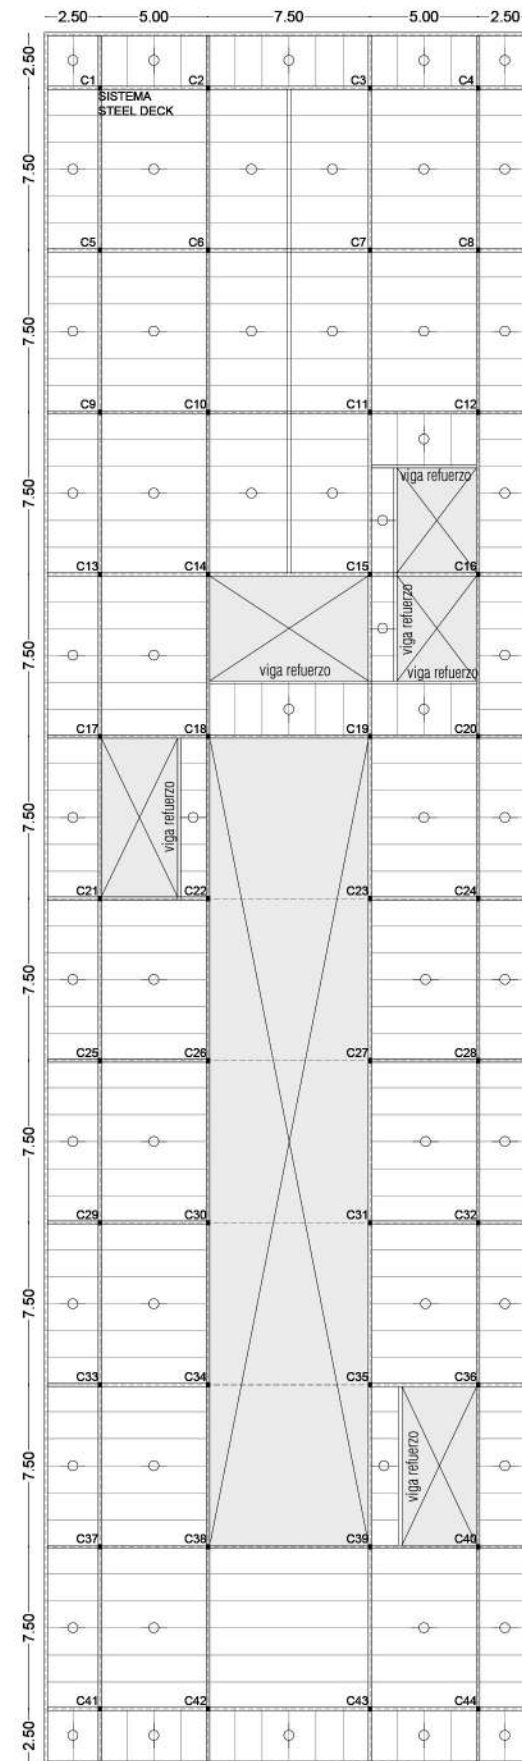 2.50 5.00 7.50 5.00 2.50
2.50
C1 C2 C3 C4
SISTEMA
STEEL DECK
7.50
C5 C6 C7 C8
7.50
C9 C10 C11 C12
7.50
viga refuerzo
C13 C14 C15 C16
7.50
viga refuerzo
viga refuerzo
viga refuerzo
C17 C18 C19 C20
7.50
viga refuerzo
C21 C22 C23 C24
7.50
C25 C26 C27 C28
7.50
C29 C30 C31 C32
7.50
C33 C34 C35 C36
7.50
viga refuerzo
C37 C38 C39 C40
7.50
C41 C42 C43 C44
2.50